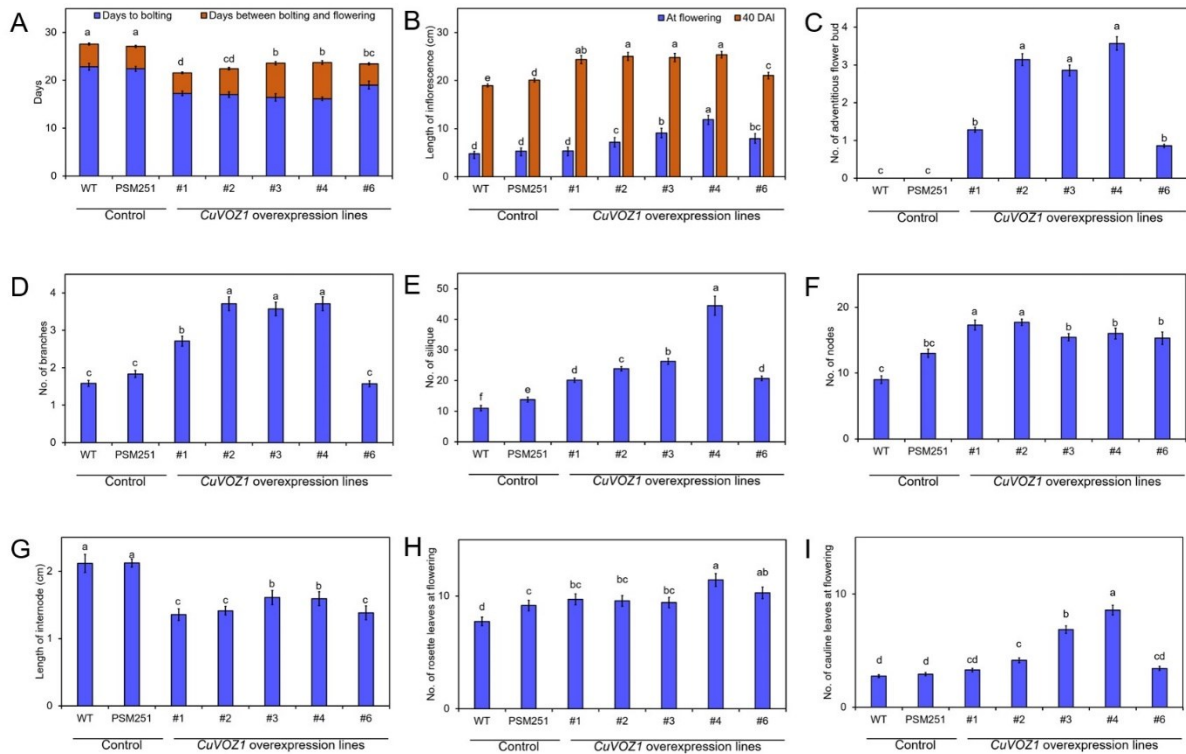 A
Days to bolting
Days between bolting and flowering
30
20
10
0
Days
a
a
d
cd
b
b
bc
WT
PSM251
#1
#2
#3
#4
#6
Control
CuVOZ1 overexpression lines
B
At flowering
40 DAI
30
20
10
0
Length of inflorescence (cm)
e
d
ab
a
a
a
c
d
d
d
c
b
a
bc
WT
PSM251
#1
#2
#3
#4
#6
Control
CuVOZ1 overexpression lines
C
4
3
2
1
0
No. of adventitious flower bud
c
c
b
a
a
a
b
WT
PSM251
#1
#2
#3
#4
#6
Control
CuVOZ1 overexpression lines
D
4
3
2
1
0
No. of branches
c
c
b
a
a
a
c
WT
PSM251
#1
#2
#3
#4
#6
Control
CuVOZ1 overexpression lines
E
50
40
30
20
10
0
No. of silique
f
e
d
c
b
a
d
WT
PSM251
#1
#2
#3
#4
#6
Control
CuVOZ1 overexpression lines
F
20
10
0
No. of nodes
c
bc
a
a
b
b
b
WT
PSM251
#1
#2
#3
#4
#6
Control
CuVOZ1 overexpression lines
G
2
1
0
Length of internode (cm)
a
a
c
c
b
b
c
WT
PSM251
#1
#2
#3
#4
#6
Control
CuVOZ1 overexpression lines
H
10
0
No. of rosette leaves at flowering
d
c
bc
bc
bc
a
ab
WT
PSM251
#1
#2
#3
#4
#6
Control
CuVOZ1 overexpression lines
I
10
0
No. of cauline leaves at flowering
d
d
cd
c
b
a
cd
WT
PSM251
#1
#2
#3
#4
#6
Control
CuVOZ1 overexpression lines